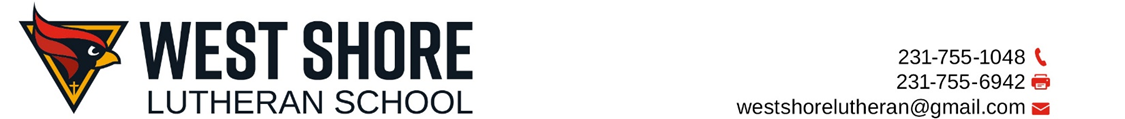 WEST SHORE
LUTHERAN SCHOOL
231-755-1048
231-755-6942
westshorelutheran@gmail.com